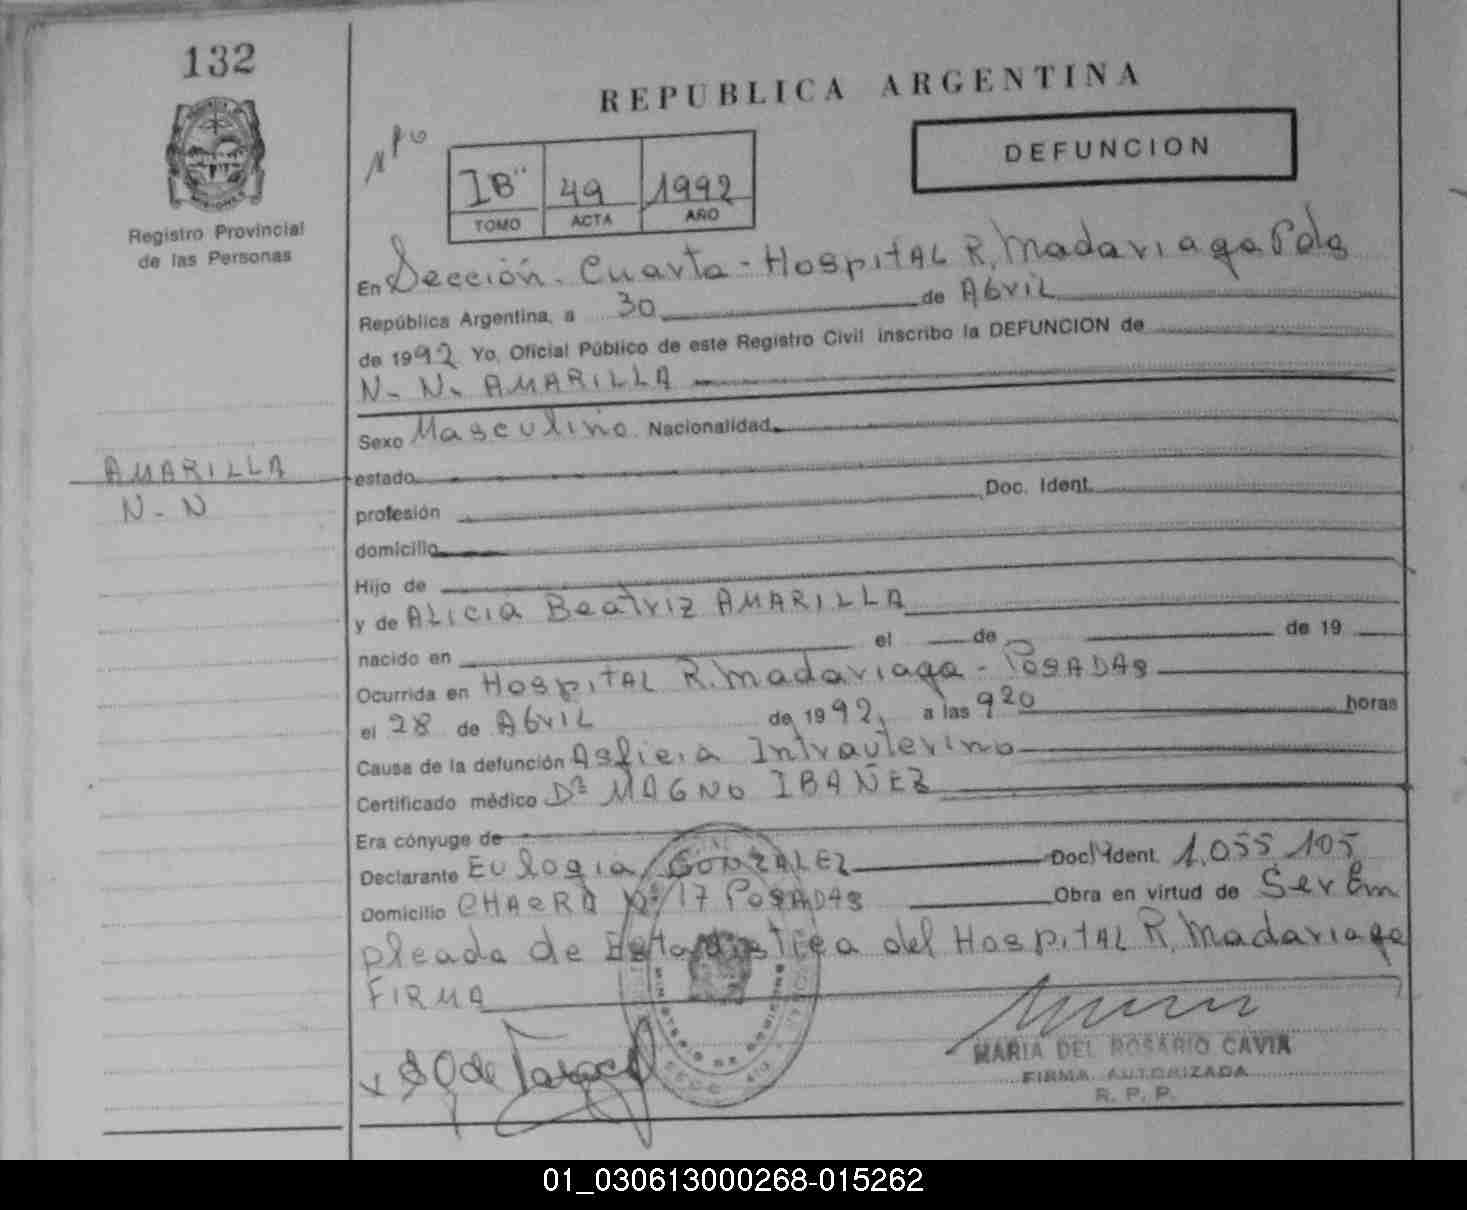 132
REPUBLICA ARGENTINA
DEFUNCION
IB" 49 1992
TOMO ACTA AÑO
Registro Provincial
de las Personas
En Sección - Cuarta - HospitAL R. Madariaga Pdas
República Argentina, a 30 de AbriL
de 1992 Yo, Oficial Público de este Registro Civil inscribo la DEFUNCION de
N - N - AMARILLA
Sexo Masculino Nacionalidad
AMARILLA
N - N
estado
profesión Doc. Ident.
domicilio
Hijo de
y de ALicia Beatriz AMARILLA
nacido en el de de 19
Ocurrida en HospitAL R. Madariaga - POSADAS
el 28 de AbriL de 1992, a las 920 horas
Causa de la defunción Asficia Intrauterino
Certificado médico Dr MAGNO IBAÑEZ
Era cónyuge de
Declarante Eulogia GONZALEZ Doc. Ident. 1.055 105
Domicilio CHACRA Nº 17 POSADAS Obra en virtud de Ser Em
pleada de Estadistica del HospitAL R. Madariaga
FIRMA
MINISTERIO DE GOBIERNO
MARIA DEL ROSARIO CAVIA
FIRMA AUTORIZADA
R. P. P.
01_030613000268-015262